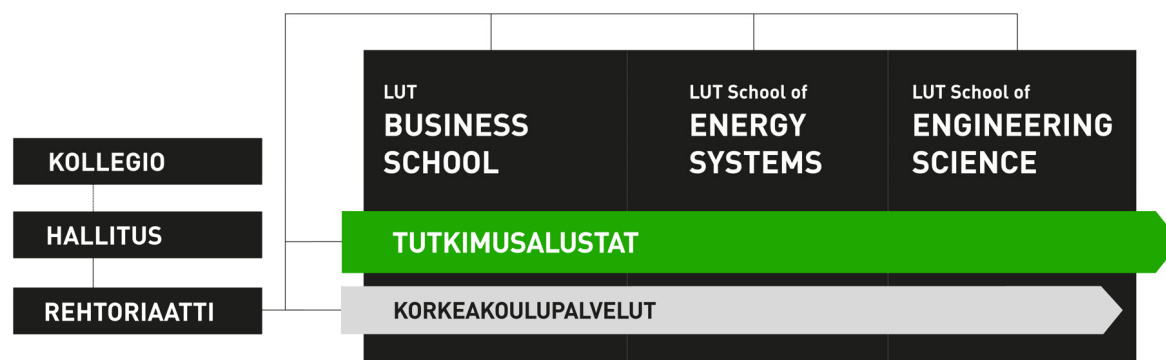 LUT
BUSINESS
SCHOOL
LUT School of
ENERGY
SYSTEMS
LUT School of
ENGINEERING
SCIENCE
KOLLEGIO
HALLITUS
REHTORIAATTI
TUTKIMUSALUSTAT
KORKEAKOULUPALVELUT